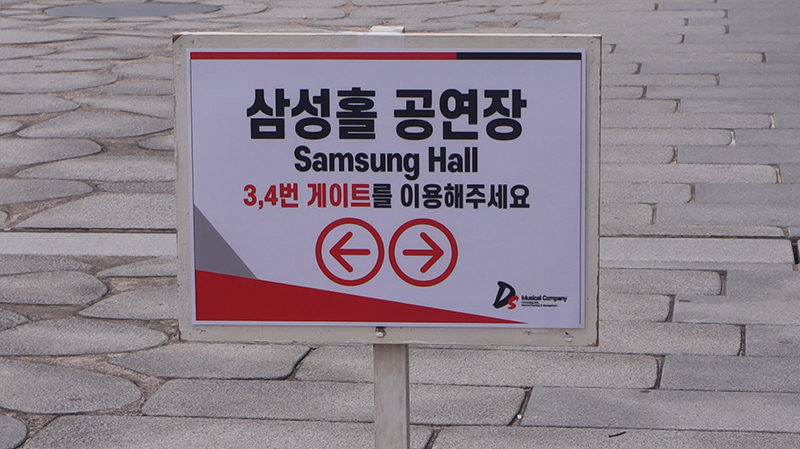 삼성홀 공연장
Samsung Hall
3,4번 게이트를 이용해주세요
DS Musical Company